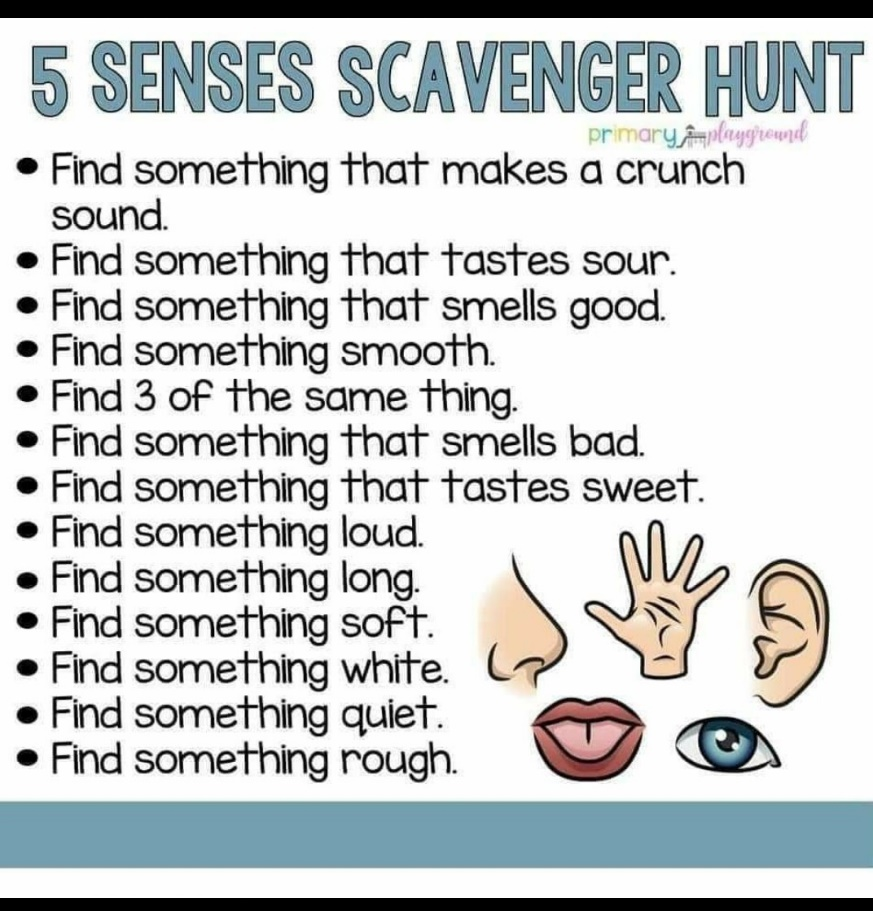 5 SENSES SCAVENGER HUNT
primary playground
• Find something that makes a crunch
sound.
• Find something that tastes sour.
• Find something that smells good.
• Find something smooth.
• Find 3 of the same thing.
• Find something that smells bad.
• Find something that tastes sweet.
• Find something loud.
• Find something long.
• Find something soft.
• Find something white.
• Find something quiet.
• Find something rough.